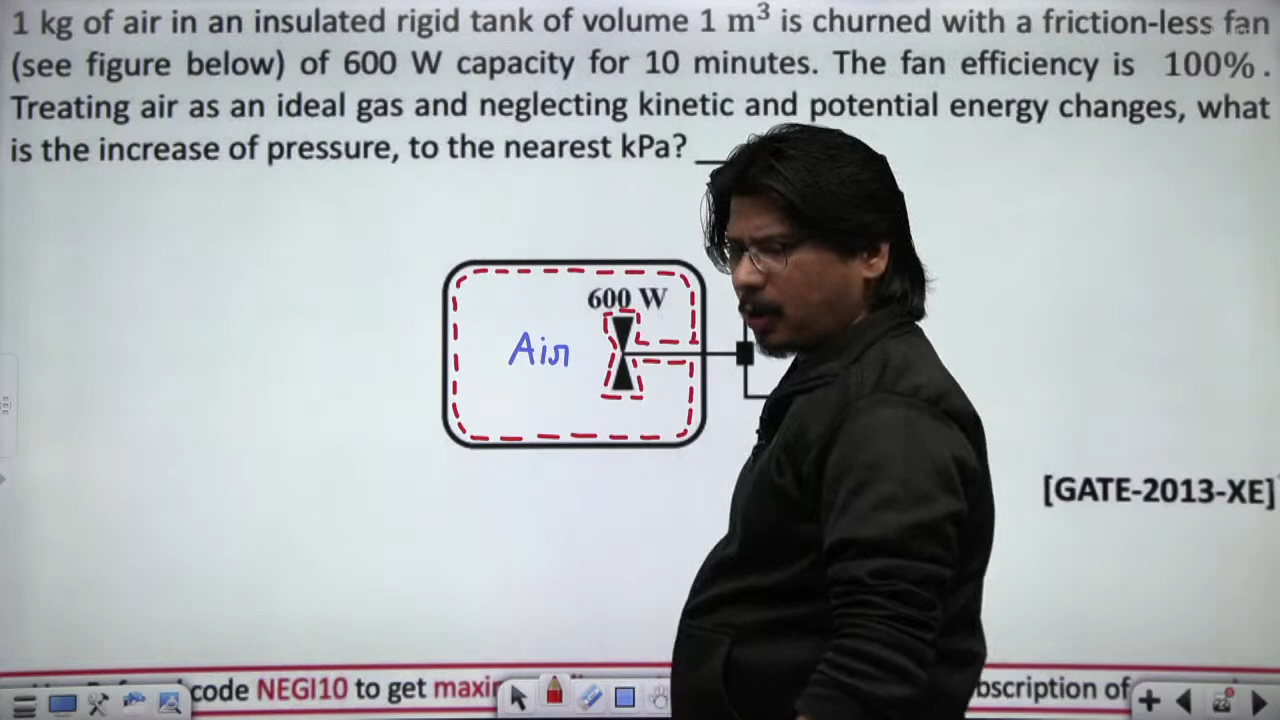 1 kg of air in an insulated rigid tank of volume 1 m³ is churned with a friction-less fan
(see figure below) of 600 W capacity for 10 minutes. The fan efficiency is 100%.
Treating air as an ideal gas and neglecting kinetic and potential energy changes, what
is the increase of pressure, to the nearest kPa? __
600 W
Air
[GATE-2013-XE]
code NEGI10 to get
bscription of
22